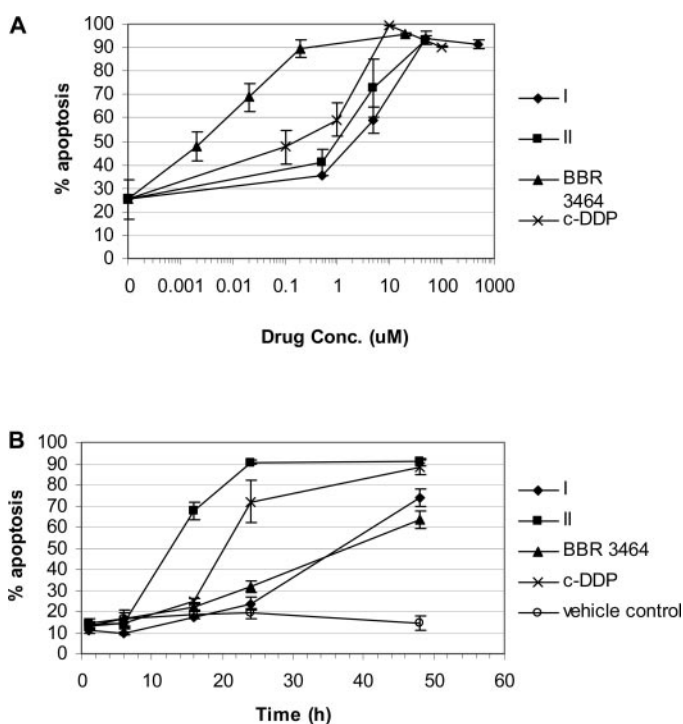 A
% apoptosis
100
90
80
70
60
50
40
30
20
10
0
0 0.001 0.01 0.1 1 10 100 1000
Drug Conc. (uM)
I
II
BBR
3464
c-DDP
B
% apoptosis
100
90
80
70
60
50
40
30
20
10
0
0 10 20 30 40 50 60
Time (h)
I
II
BBR 3464
c-DDP
vehicle control